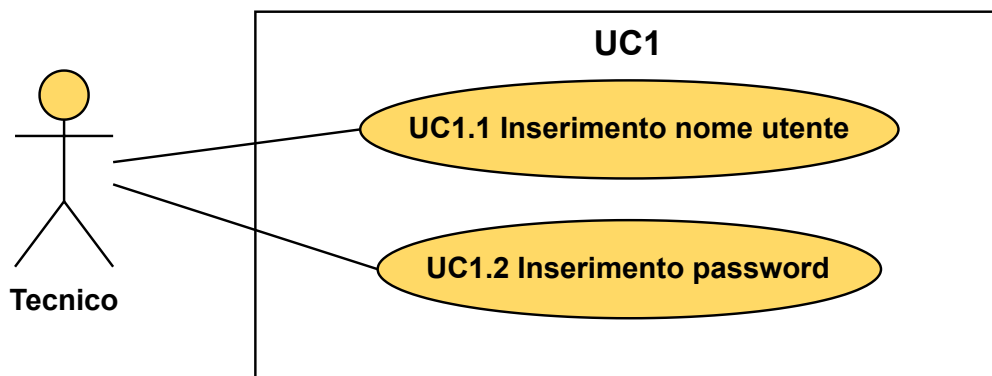 UC1
UC1.1 Inserimento nome utente
UC1.2 Inserimento password
Tecnico